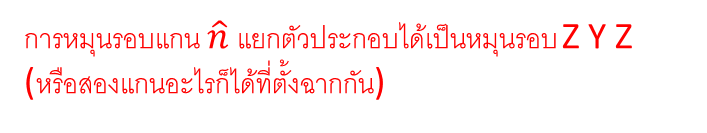 การหมุนรอบแกน n̂ แยกตัวประกอบได้เป็นหมุนรอบ Z Y Z
(หรือสองแกนอะไรก็ได้ที่ตั้งฉากกัน)